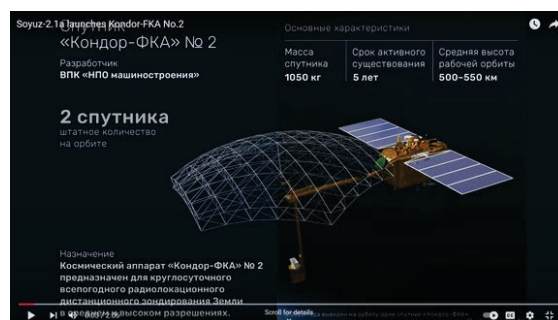 Soyuz-2.1a launches Kondor-FKA No.2
Спутник
«Кондор-ФКА» № 2
Разработчик
ВПК «НПО машиностроения»
2 спутника
штатное количество
на орбите
Основные характеристики
Масса
спутника
1050 кг
Срок активного
существования
5 лет
Средняя высота
рабочей орбиты
500–550 км
Назначение
Космический аппарат «Кондор-ФКА» № 2
предназначен для круглосуточного
всепогодного радиолокационного
дистанционного зондирования Земли
в среднем и высоком разрешениях.
Scroll for details